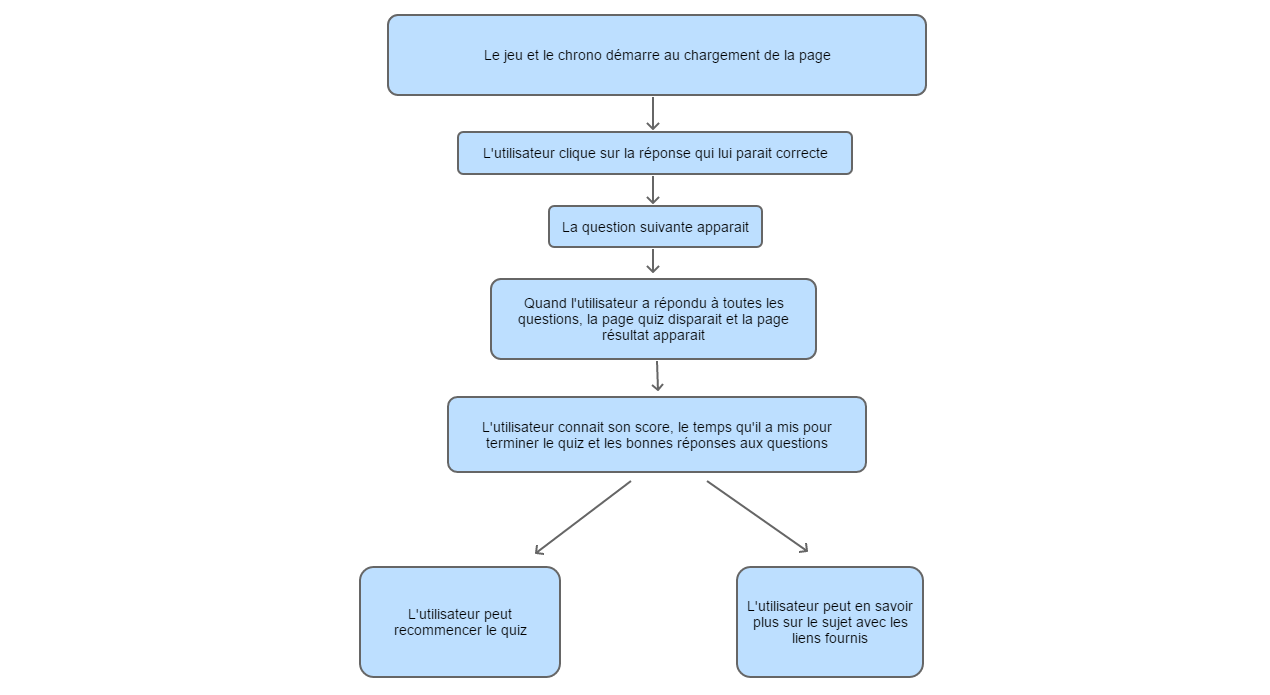 Le jeu et le chrono démarre au chargement de la page
L'utilisateur clique sur la réponse qui lui parait correcte
La question suivante apparait
Quand l'utilisateur a répondu à toutes les
questions, la page quiz disparait et la page
résultat apparait
L'utilisateur connait son score, le temps qu'il a mis pour
terminer le quiz et les bonnes réponses aux questions
L'utilisateur peut
recommencer le quiz
L'utilisateur peut en savoir
plus sur le sujet avec les
liens fournis